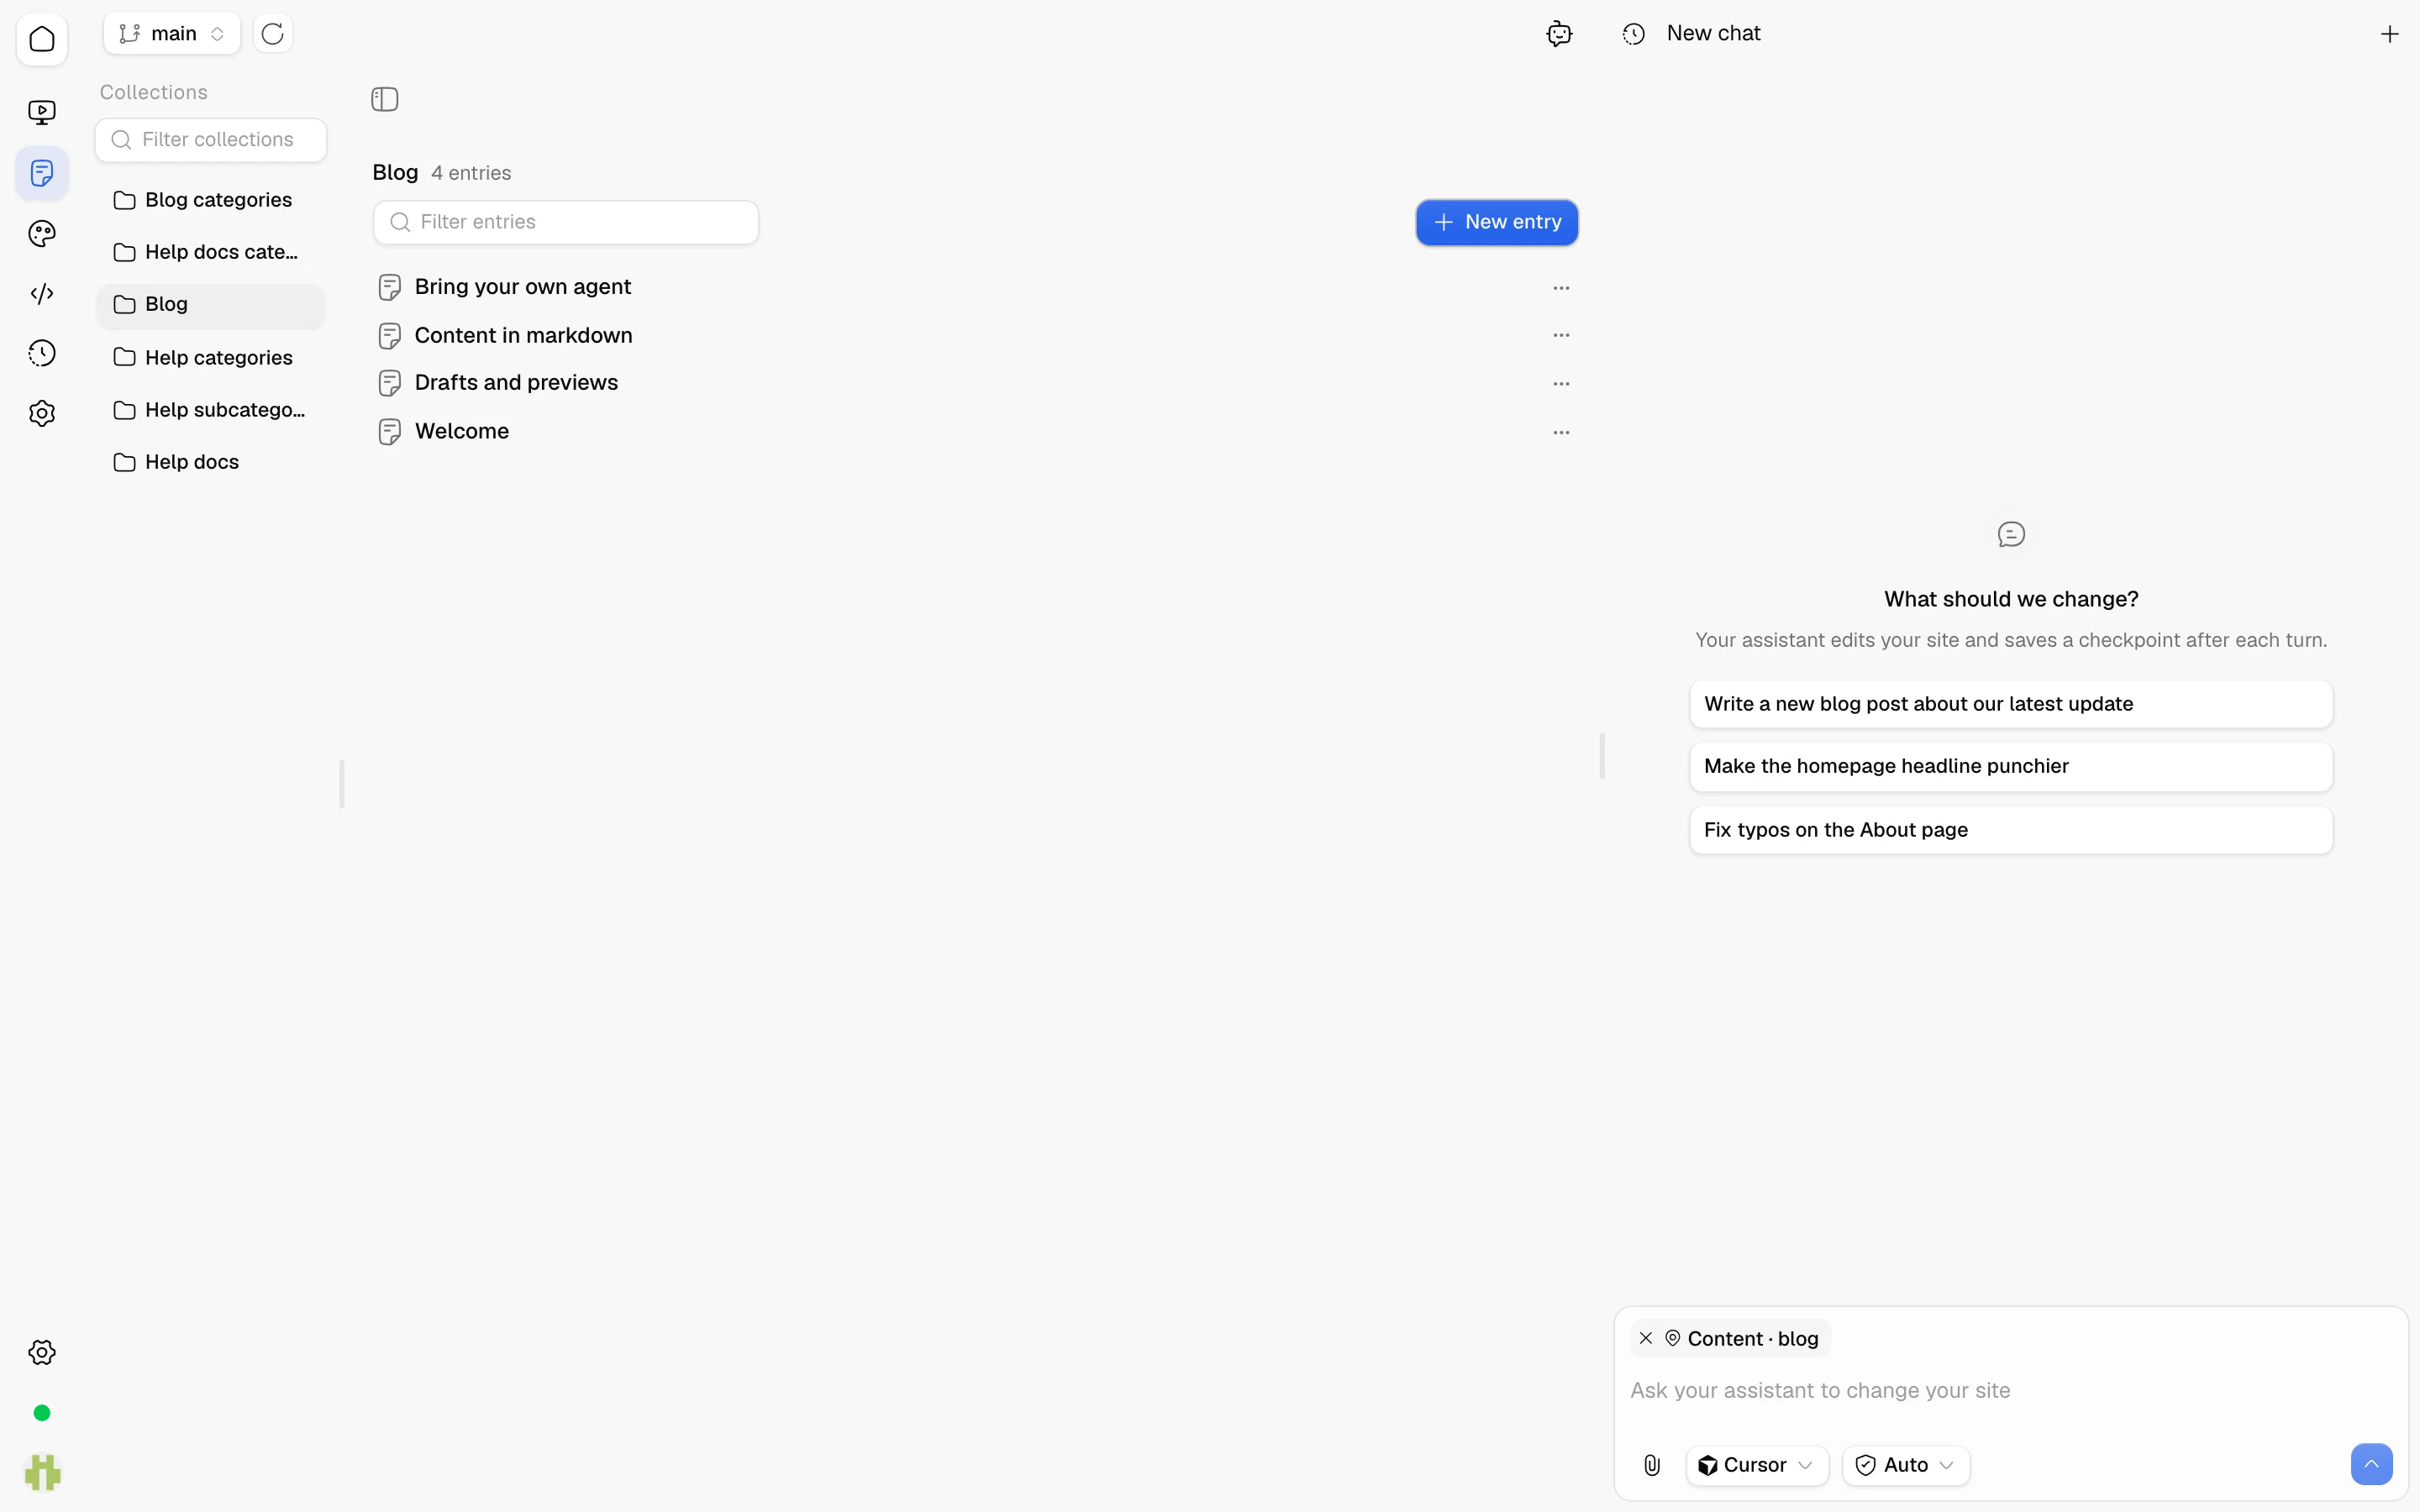 main
New chat
Collections
Filter collections
Blog categories
Help docs cate...
Blog
Help categories
Help subcatego...
Help docs
Blog 4 entries
Filter entries
New entry
Bring your own agent
Content in markdown
Drafts and previews
Welcome
What should we change?
Your assistant edits your site and saves a checkpoint after each turn.
Write a new blog post about our latest update
Make the homepage headline punchier
Fix typos on the About page
Content · blog
Ask your assistant to change your site
Cursor
Auto